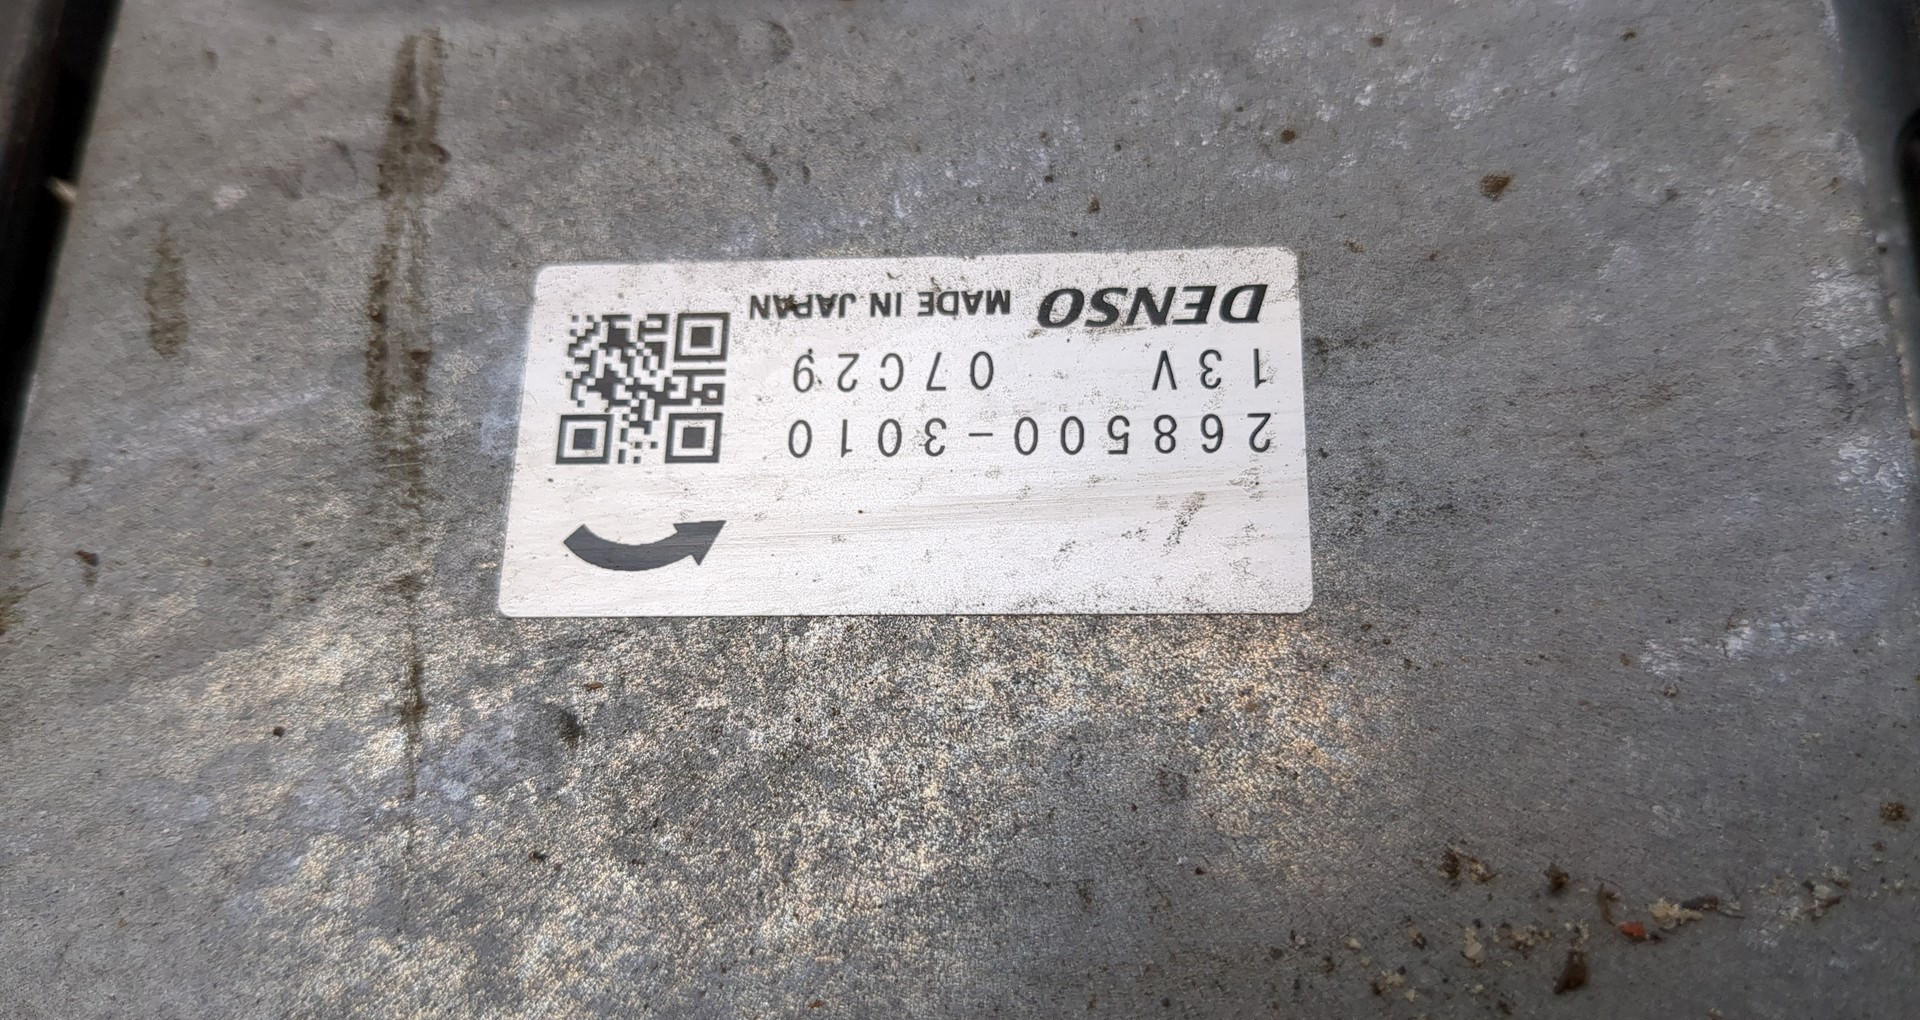 268500-3010
13V 07C29
DENSO MADE IN JAPAN